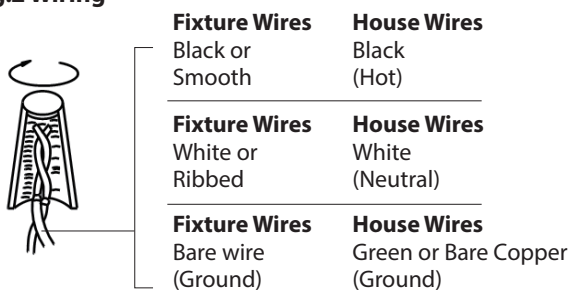 Wiring
Fixture Wires House Wires
Black or Black
Smooth (Hot)
Fixture Wires House Wires
White or White
Ribbed (Neutral)
Fixture Wires House Wires
Bare wire Green or Bare Copper
(Ground) (Ground)